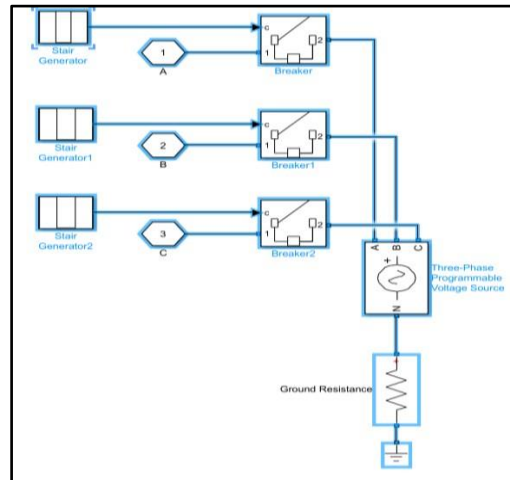 Stair
Generator
1
A
c
1
2
Breaker
Stair
Generator1
2
B
c
1
2
Breaker1
Stair
Generator2
3
C
c
1
2
Breaker2
A
B
C
+
N
Three-Phase
Programmable
Voltage Source
+
Ground Resistance